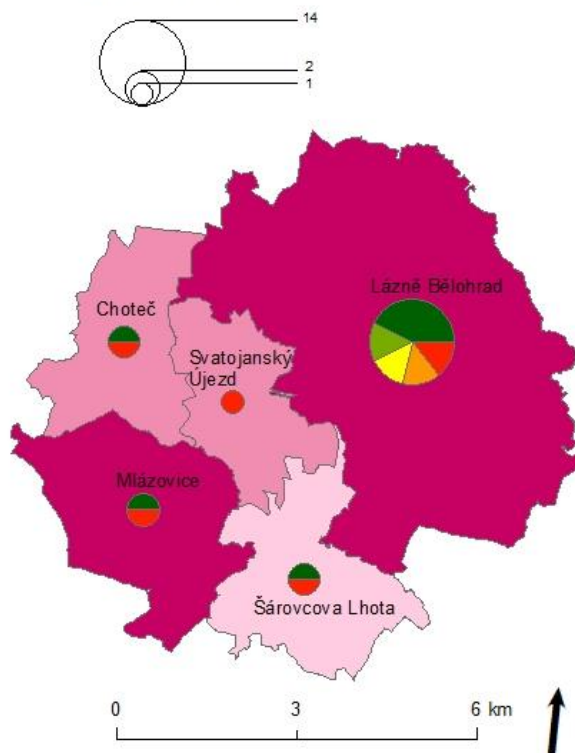 14
2
1
Lázně Bělohrad
Choteč
Svatojanský
Újezd
Mlázovice
Šárovcova Lhota
0 3 6 km